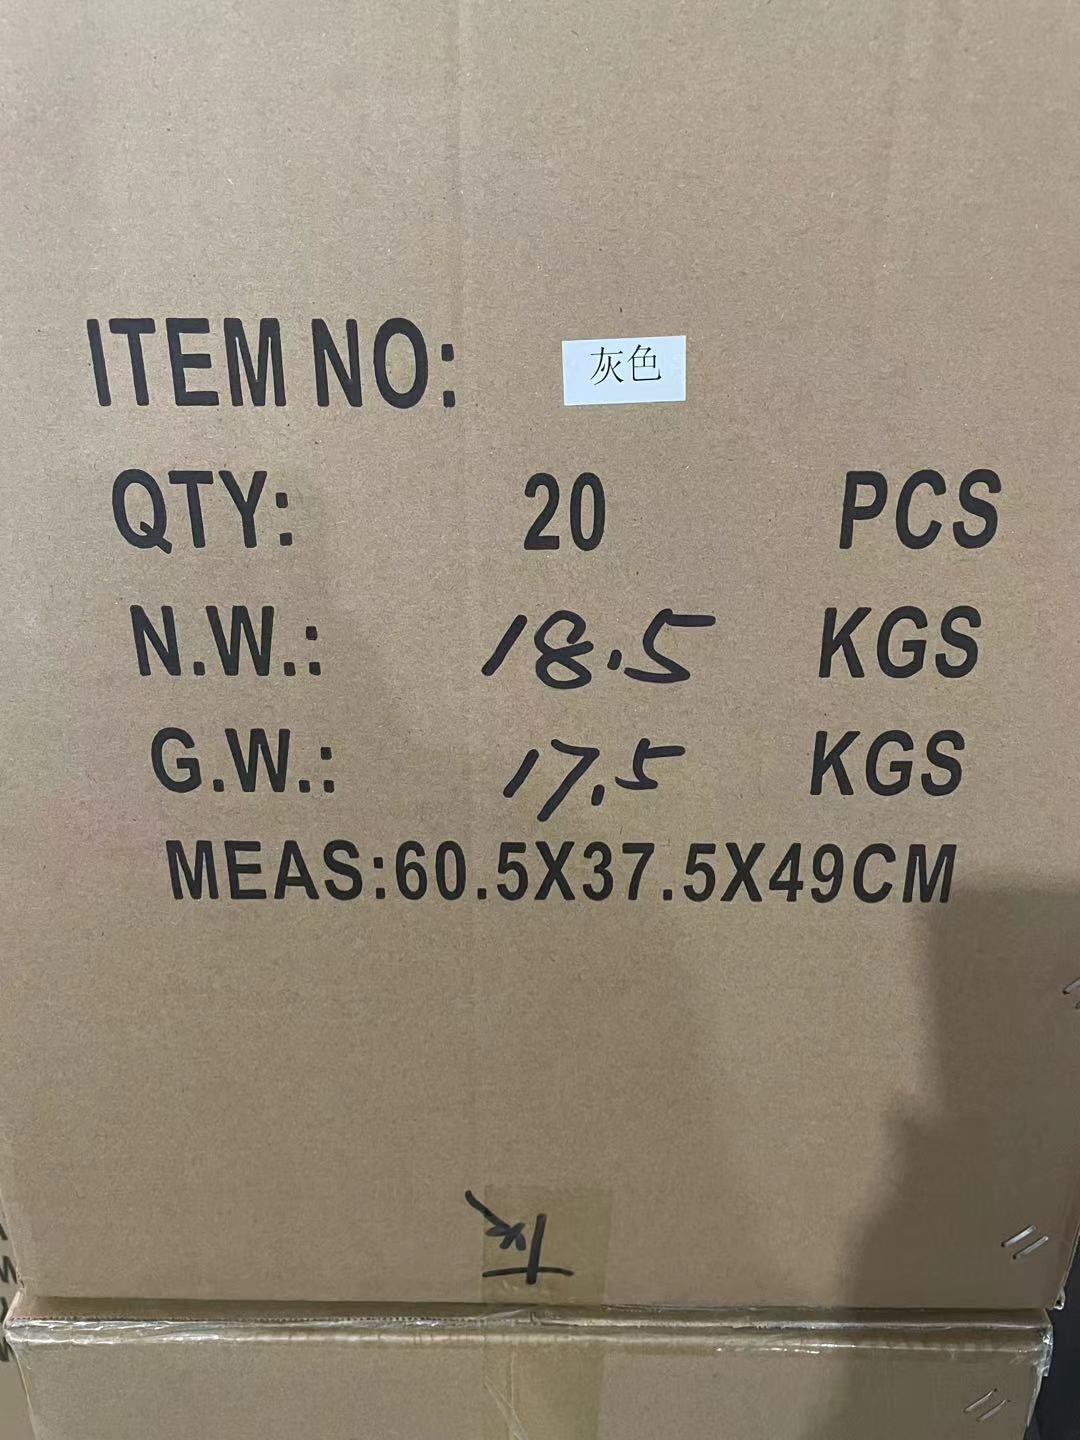 ITEM NO: 灰色
QTY: 20 PCS
N.W.: 18.5 KGS
G.W.: 17.5 KGS
MEAS:60.5X37.5X49CM